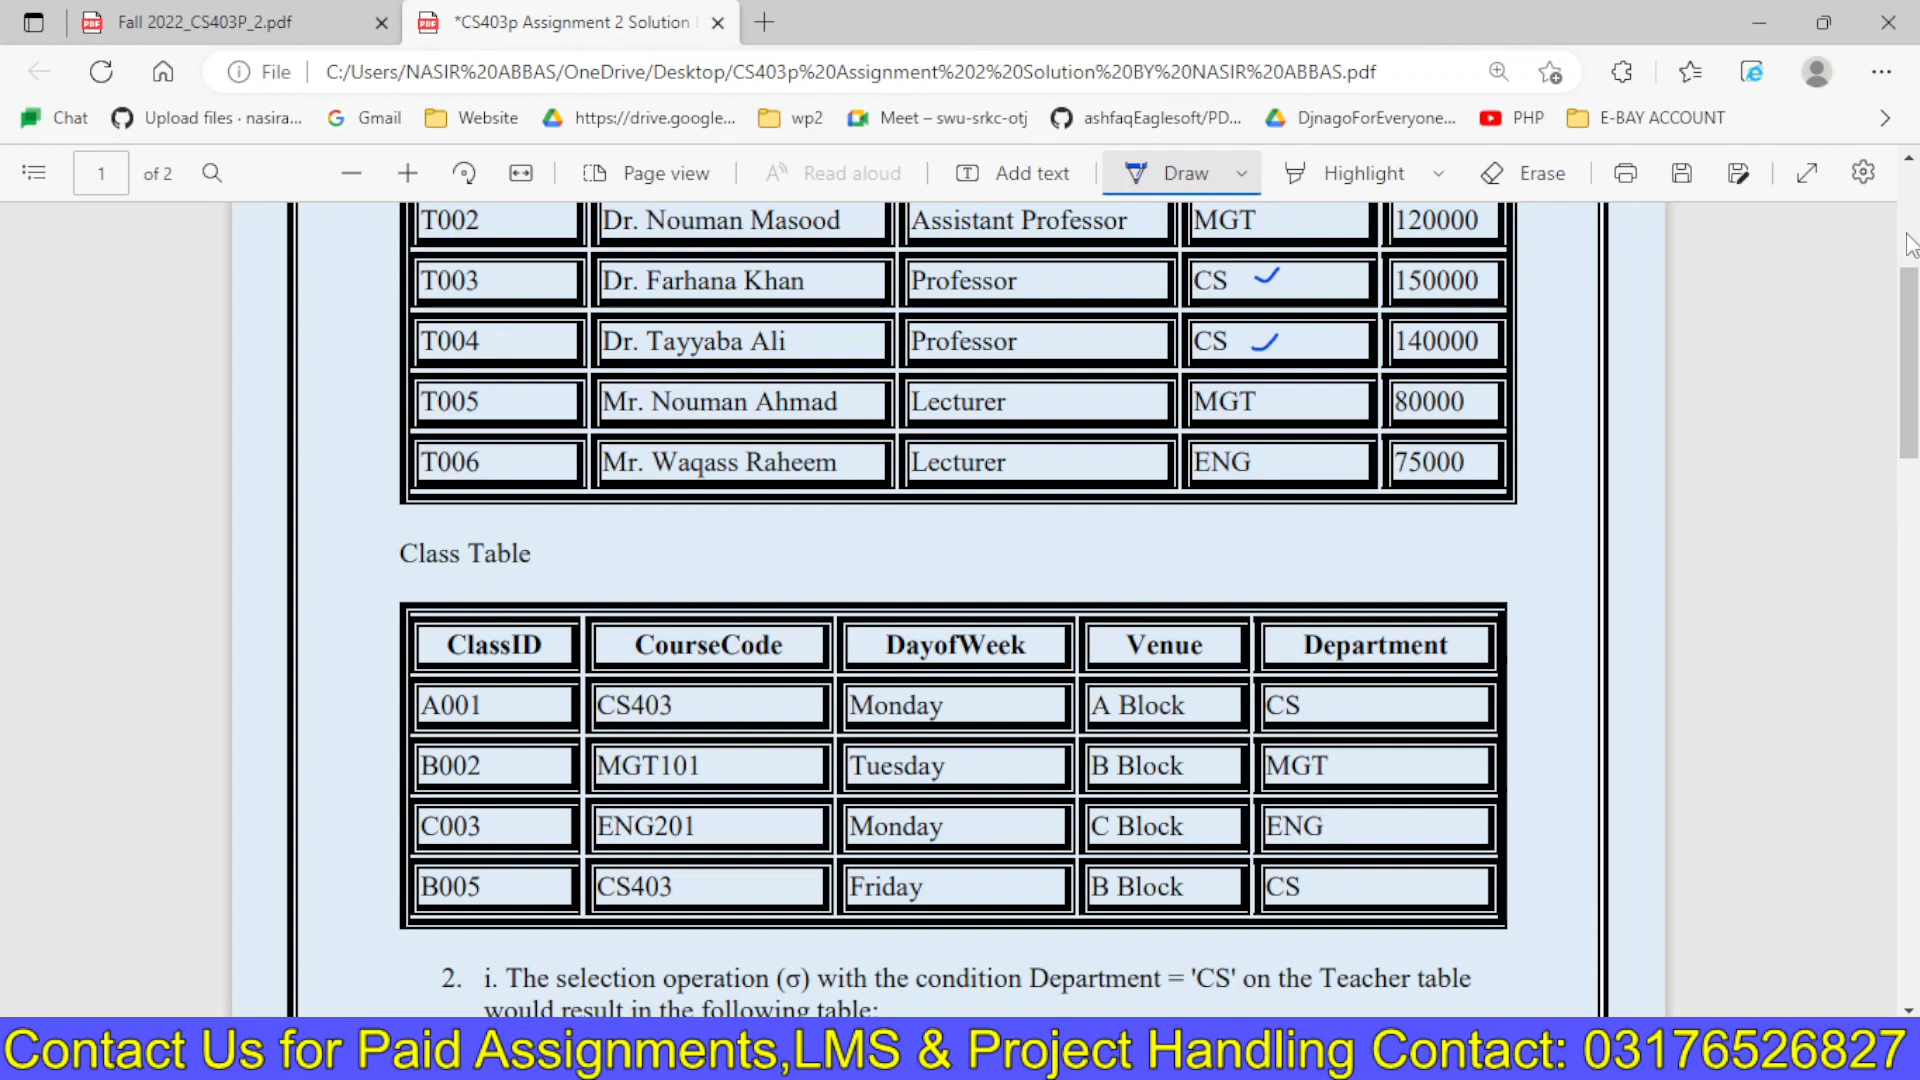 Fall 2022_CS403P_2.pdf
*CS403p Assignment 2 Solution
File
C:/Users/NASIR%20ABBAS/OneDrive/Desktop/CS403p%20Assignment%202%20Solution%20BY%20NASIR%20ABBAS.pdf
Chat Upload files · nasira... Gmail Website https://drive.google... wp2 Meet – swu-srkc-otj ashfaqEaglesoft/PD... DjnagoForEveryone... PHP E-BAY ACCOUNT
1 of 2 Page view Read aloud Add text Draw Highlight Erase
T002 Dr. Nouman Masood Assistant Professor MGT 120000
T003 Dr. Farhana Khan Professor CS 150000
T004 Dr. Tayyaba Ali Professor CS 140000
T005 Mr. Nouman Ahmad Lecturer MGT 80000
T006 Mr. Waqass Raheem Lecturer ENG 75000
Class Table
ClassID CourseCode DayofWeek Venue Department
A001 CS403 Monday A Block CS
B002 MGT101 Tuesday B Block MGT
C003 ENG201 Monday C Block ENG
B005 CS403 Friday B Block CS
2. i. The selection operation (σ) with the condition Department = 'CS' on the Teacher table
would result in the following table:
Contact Us for Paid Assignments,LMS & Project Handling Contact: 03176526827